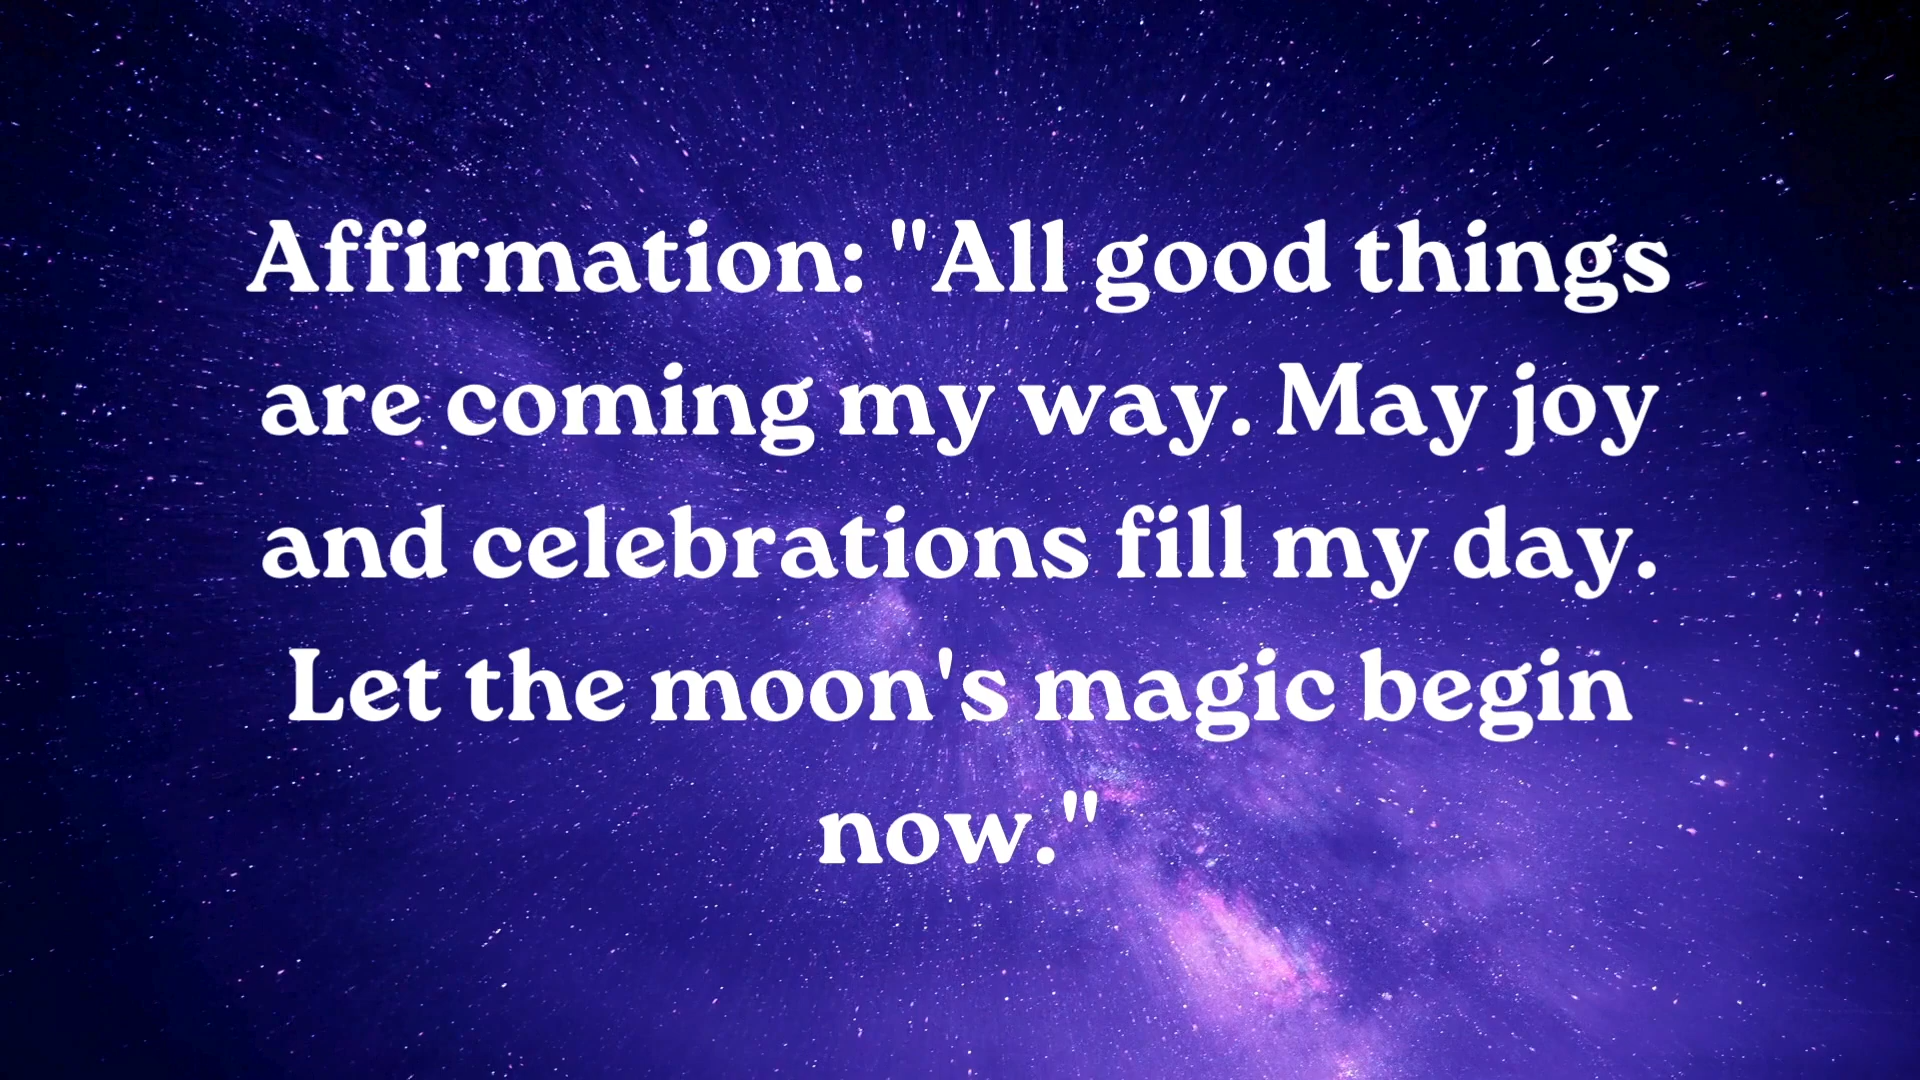 Affirmation: "All good things
are coming my way. May joy
and celebrations fill my day.
Let the moon's magic begin
now."